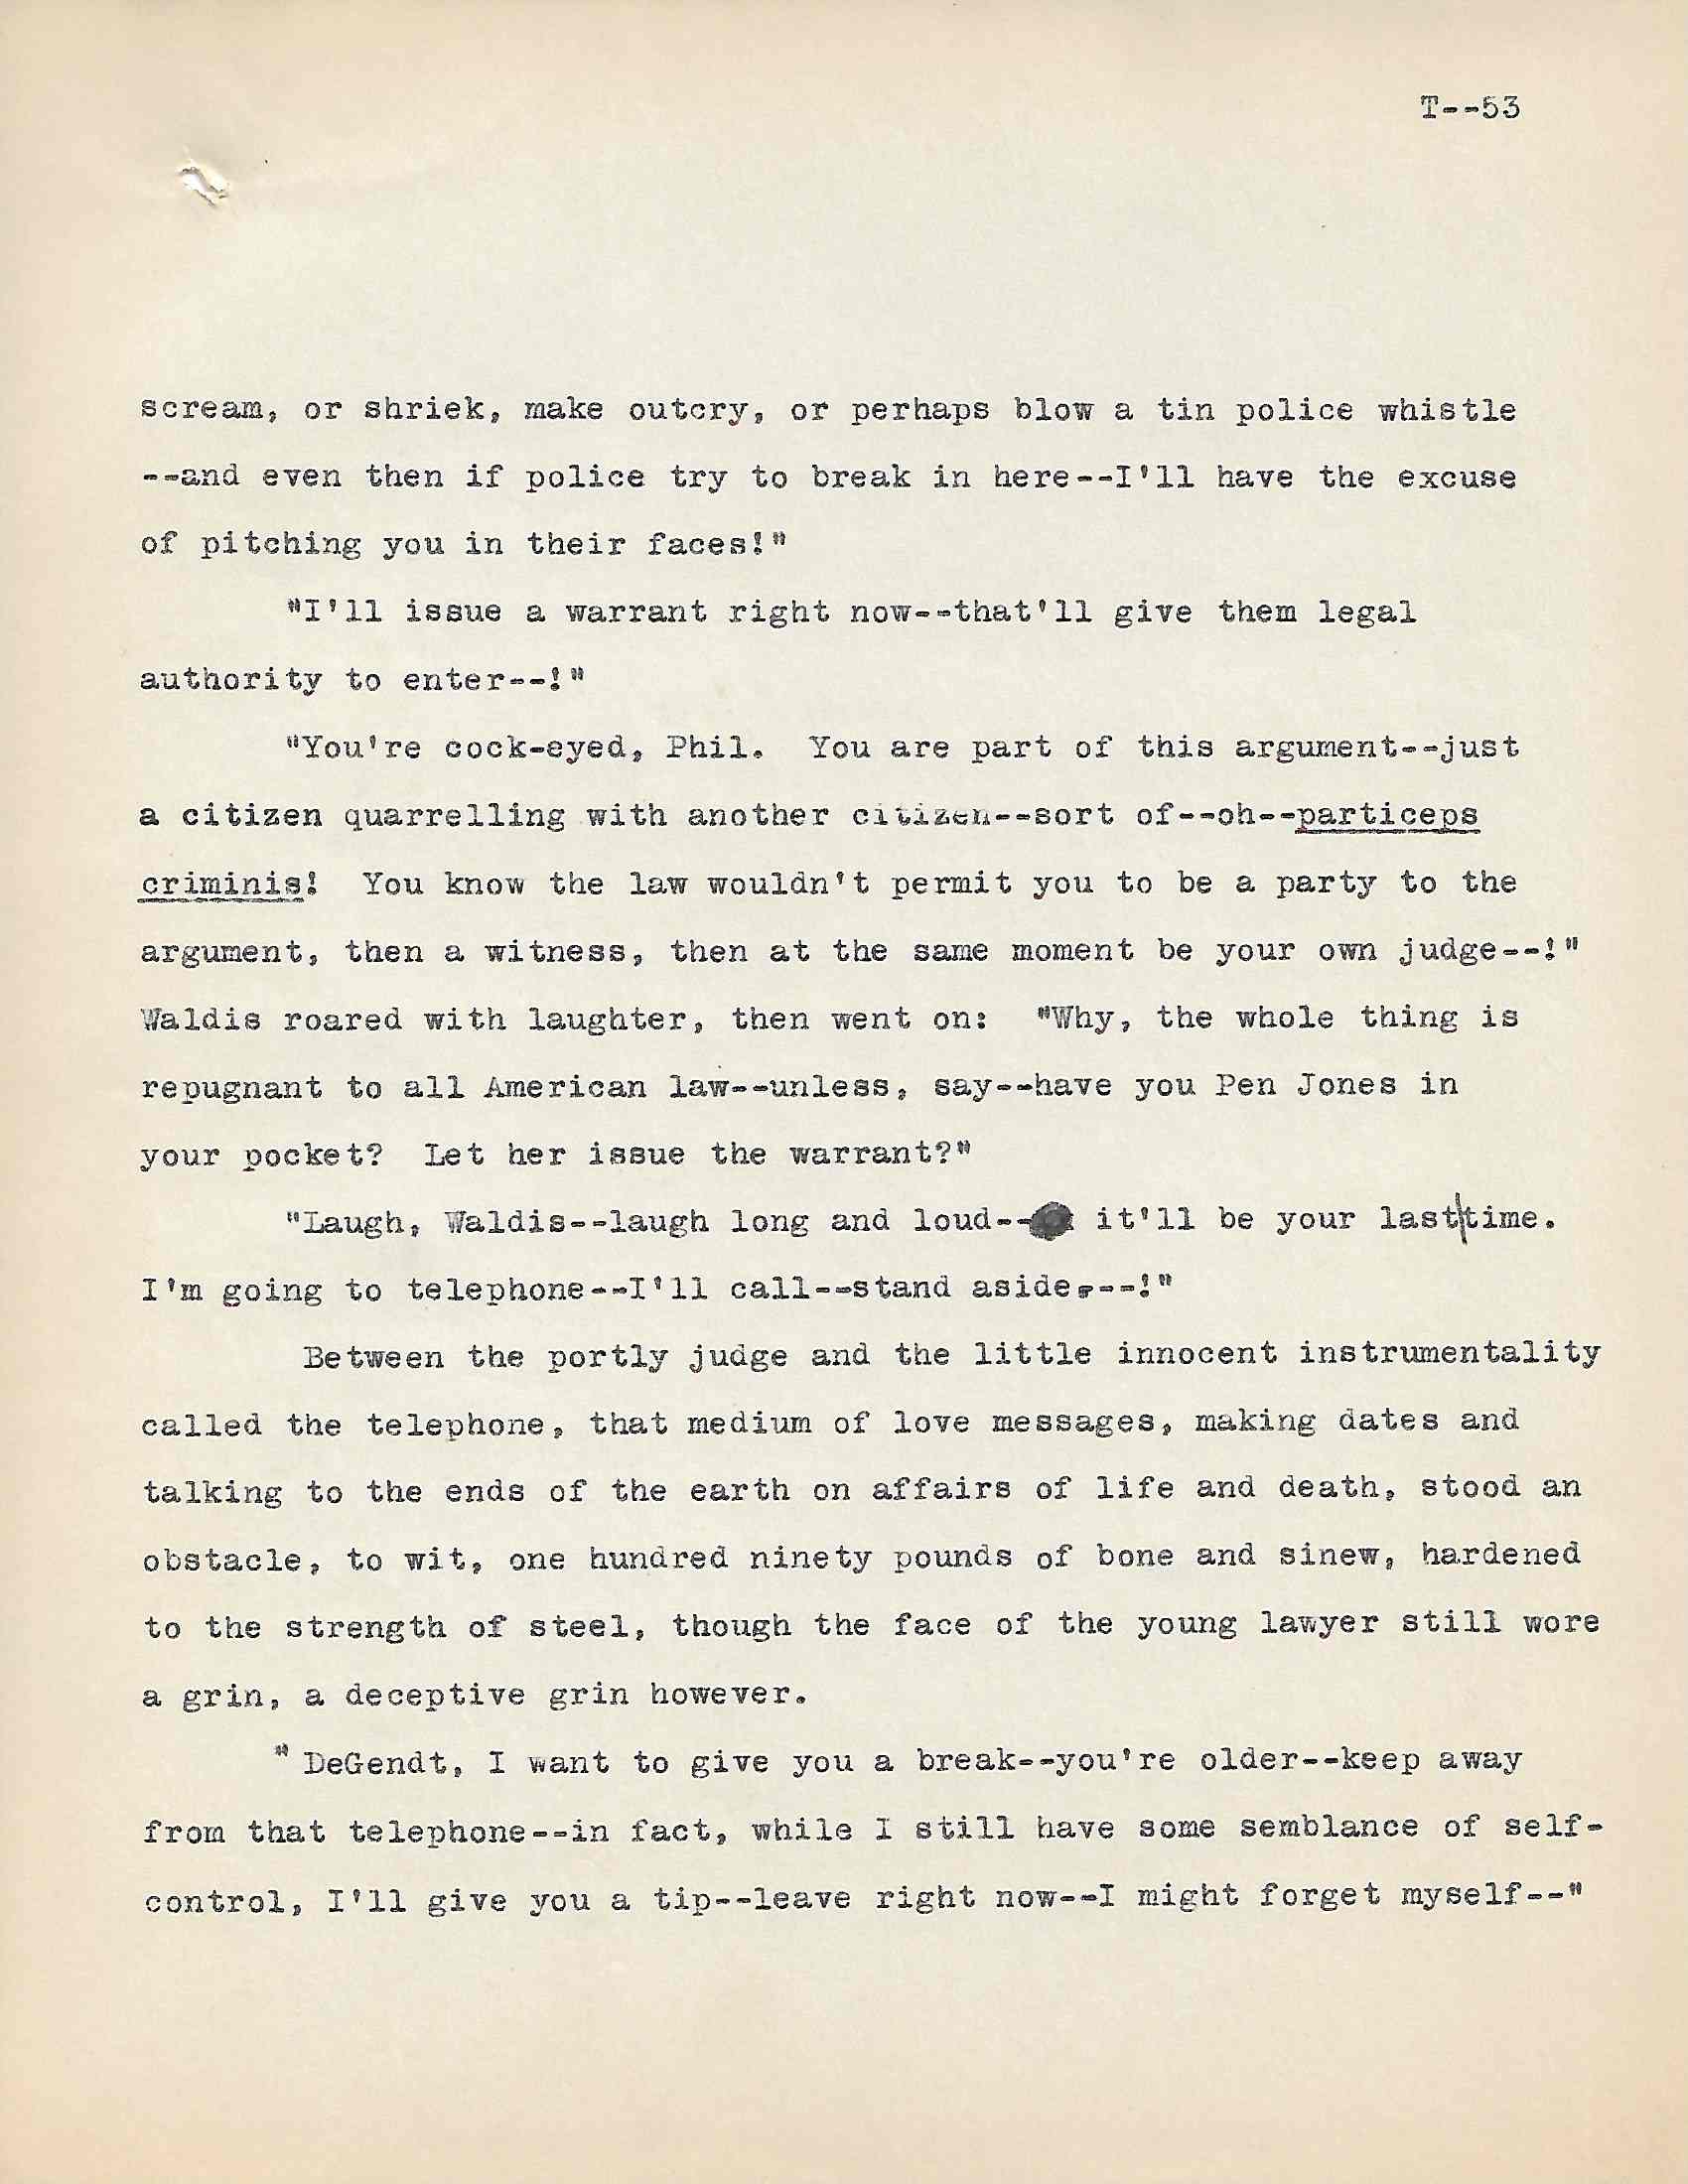 T--53
scream, or shriek, make outcry, or perhaps blow a tin police whistle
--and even then if police try to break in here--I'll have the excuse
of pitching you in their faces!"
"I'll issue a warrant right now--that'll give them legal
authority to enter--!"
"You're cock-eyed, Phil.  You are part of this argument--just
a citizen quarrelling with another citizen--sort of--oh--particeps
criminis!  You know the law wouldn't permit you to be a party to the
argument, then a witness, then at the same moment be your own judge--!"
Waldis roared with laughter, then went on:  "Why, the whole thing is
repugnant to all American law--unless, say--have you Pen Jones in
your pocket?  Let her issue the warrant?"
"Laugh, Waldis--laugh long and loud-- it'll be your last|time.
I'm going to telephone--I'll call--stand aside,--!"
Between the portly judge and the little innocent instrumentality
called the telephone, that medium of love messages, making dates and
talking to the ends of the earth on affairs of life and death, stood an
obstacle, to wit, one hundred ninety pounds of bone and sinew, hardened
to the strength of steel, though the face of the young lawyer still wore
a grin, a deceptive grin however.
" DeGendt, I want to give you a break--you're older--keep away
from that telephone--in fact, while I still have some semblance of self-
control, I'll give you a tip--leave right now--I might forget myself--"